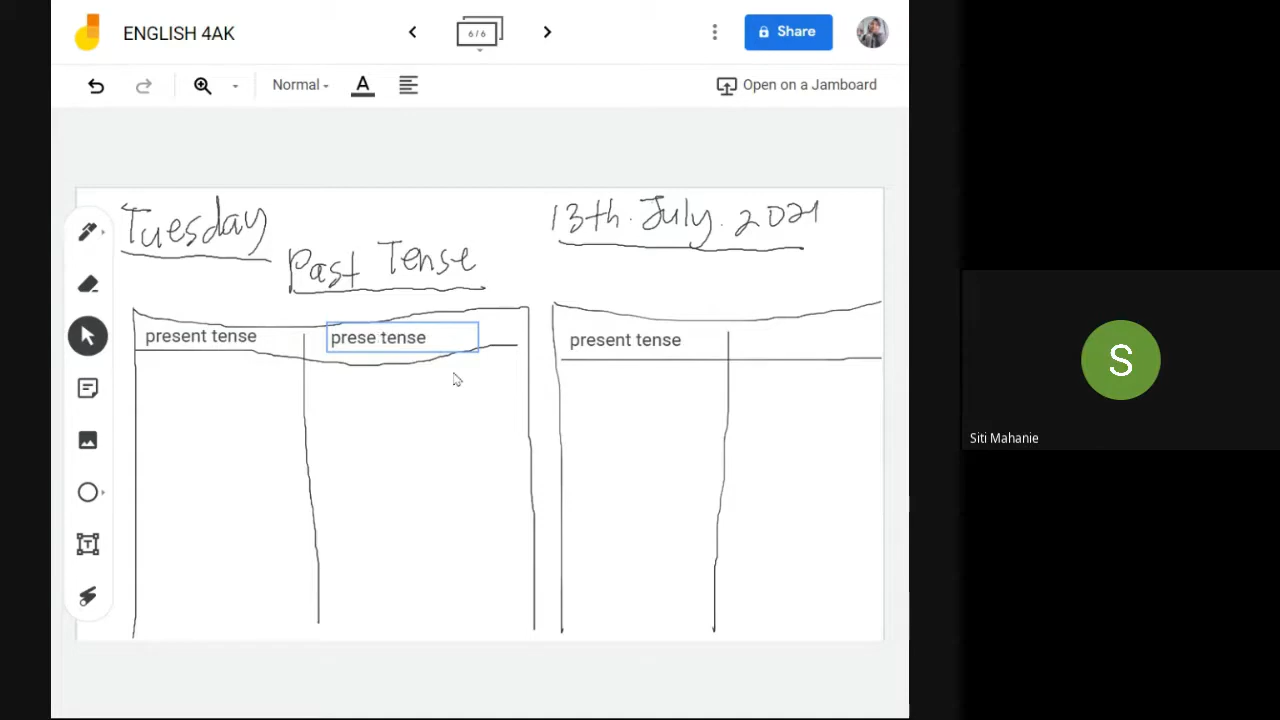 ENGLISH 4AK
6/6
Share
Normal
A
Open on a Jamboard
Tuesday
13th. July. 2021
Past Tense
present tense
prese tense
present tense
T
S
Siti Mahanie